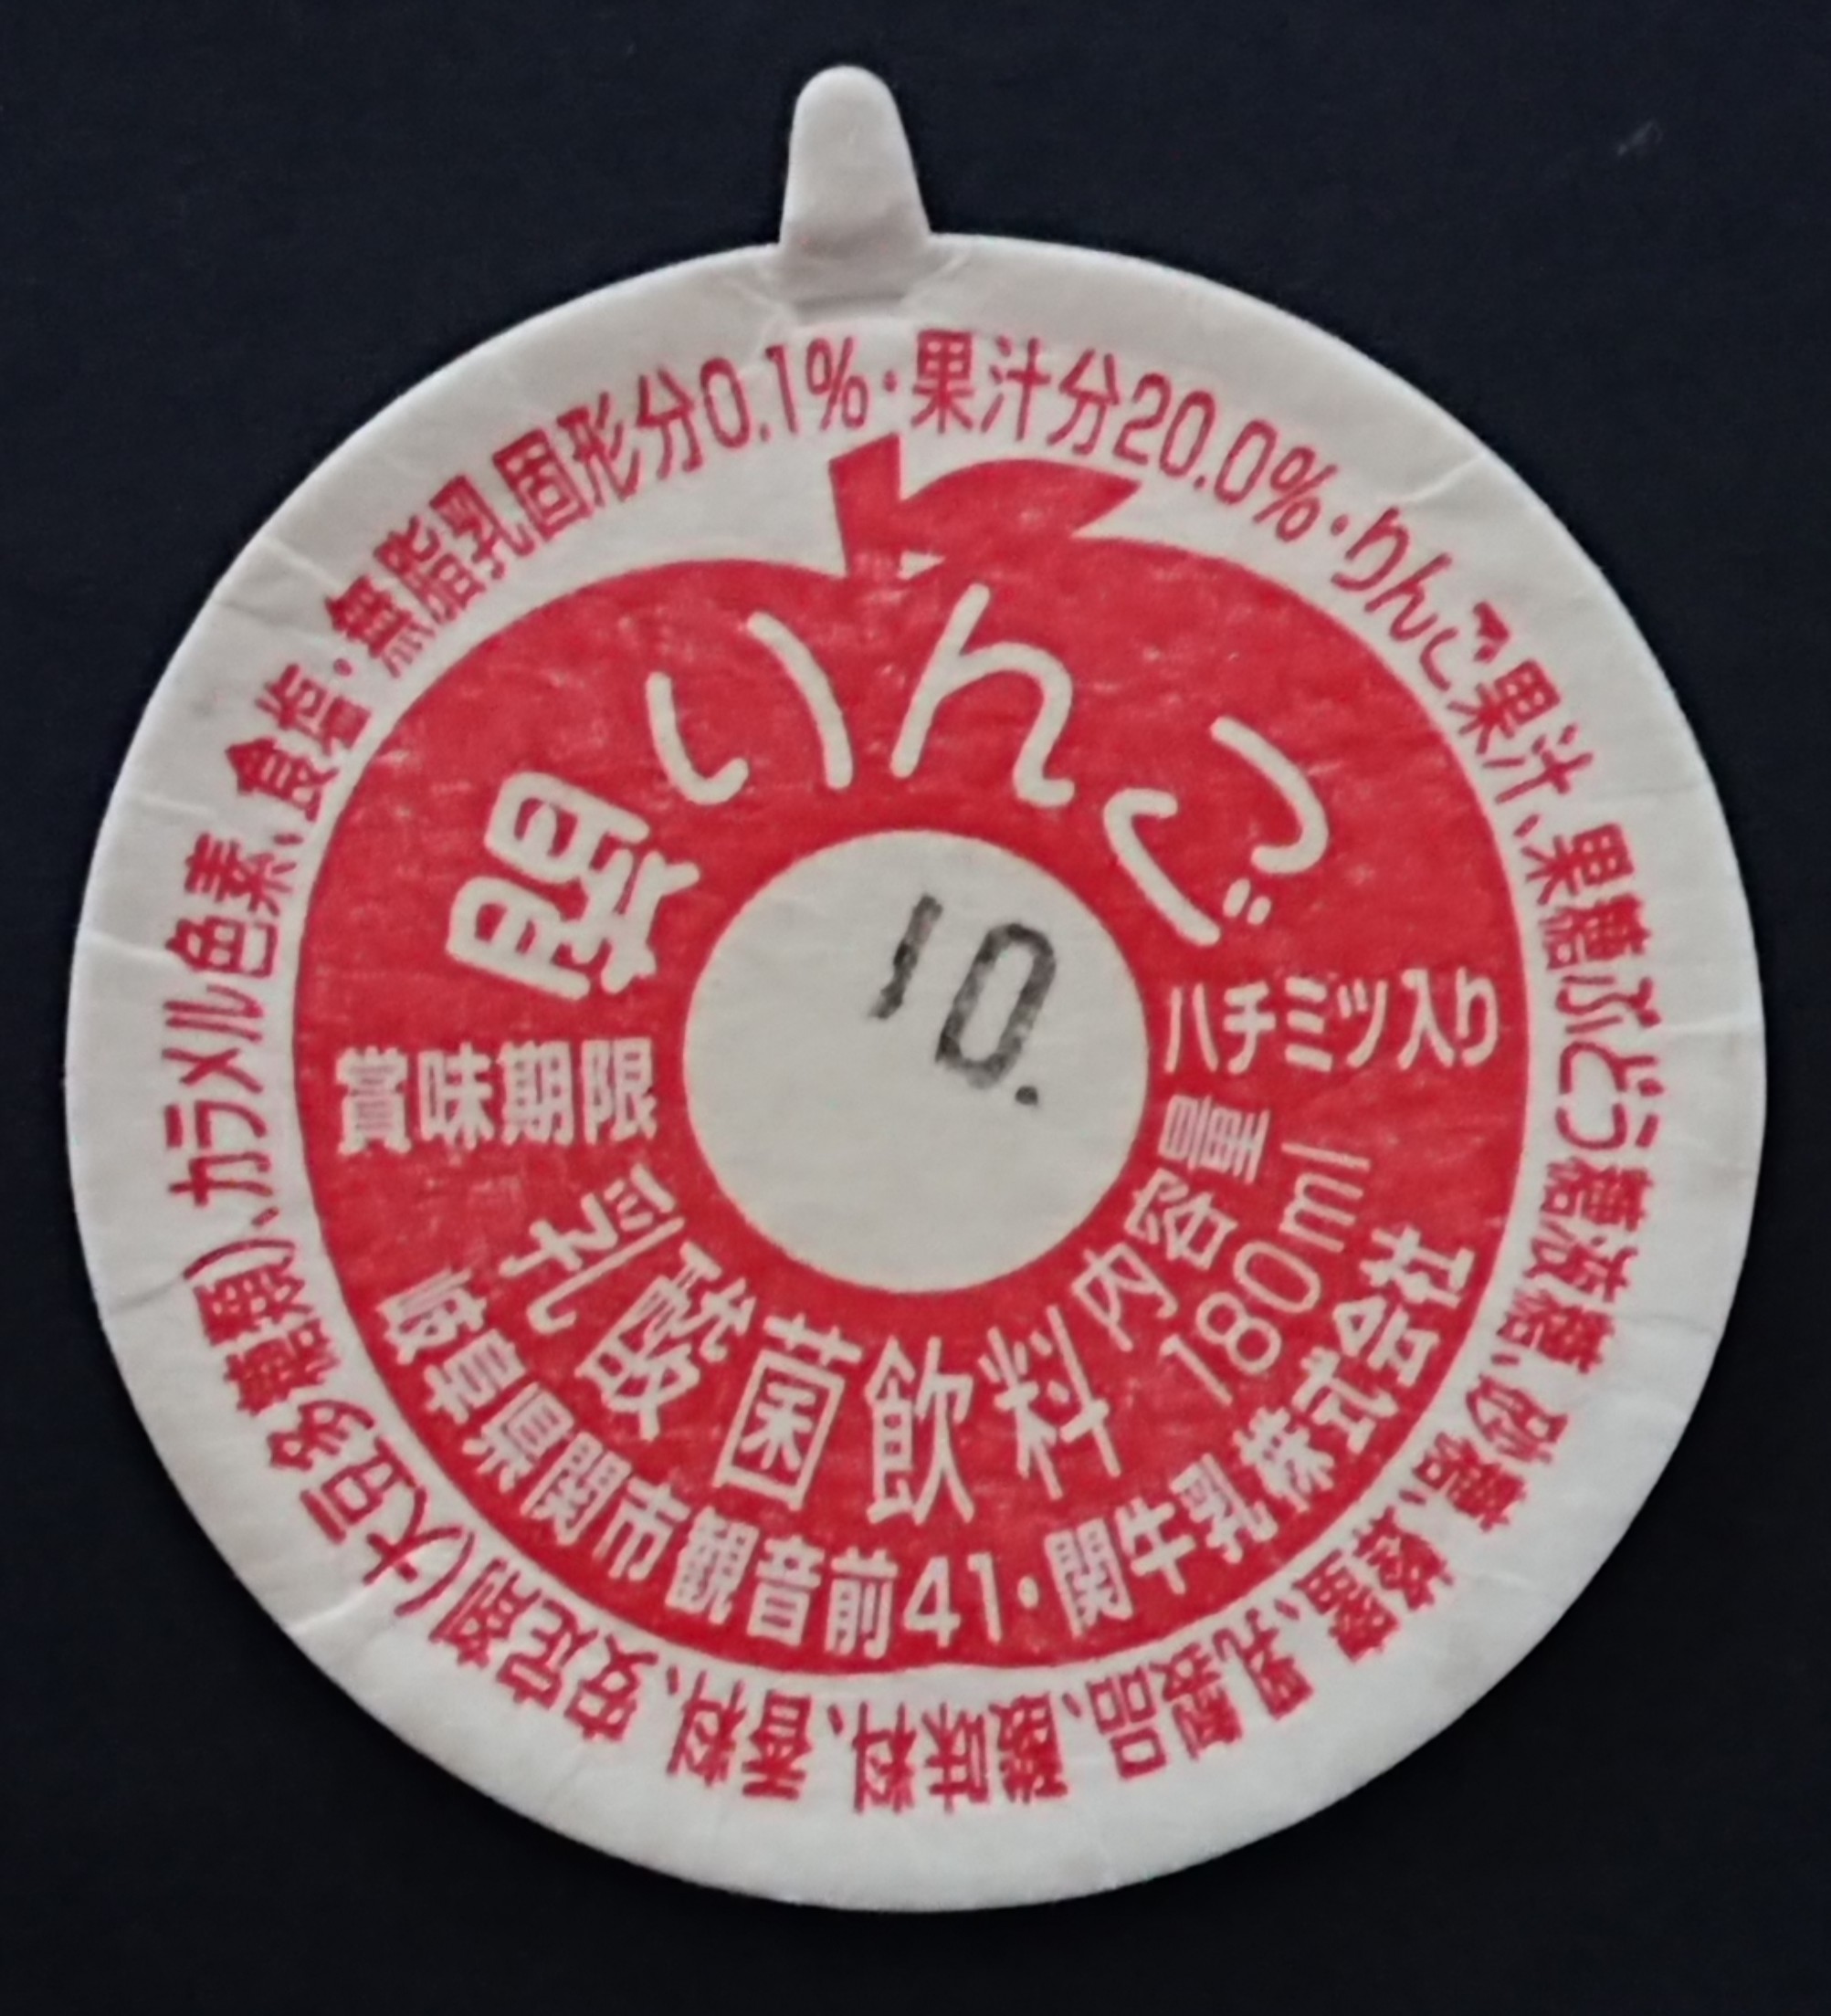 無脂乳固形分0.1%・果汁分20.0%・りんご果汁、果糖ぶどう糖液糖、砂糖、蜂蜜、乳製品、酸味料、香料、安定剤(大豆多糖類)、カラメル色素、食塩・
関りんご
10.
ハチミツ入り
賞味期限
乳酸菌飲料
内容量
180ml
岐阜県関市観音前41・関牛乳株式会社